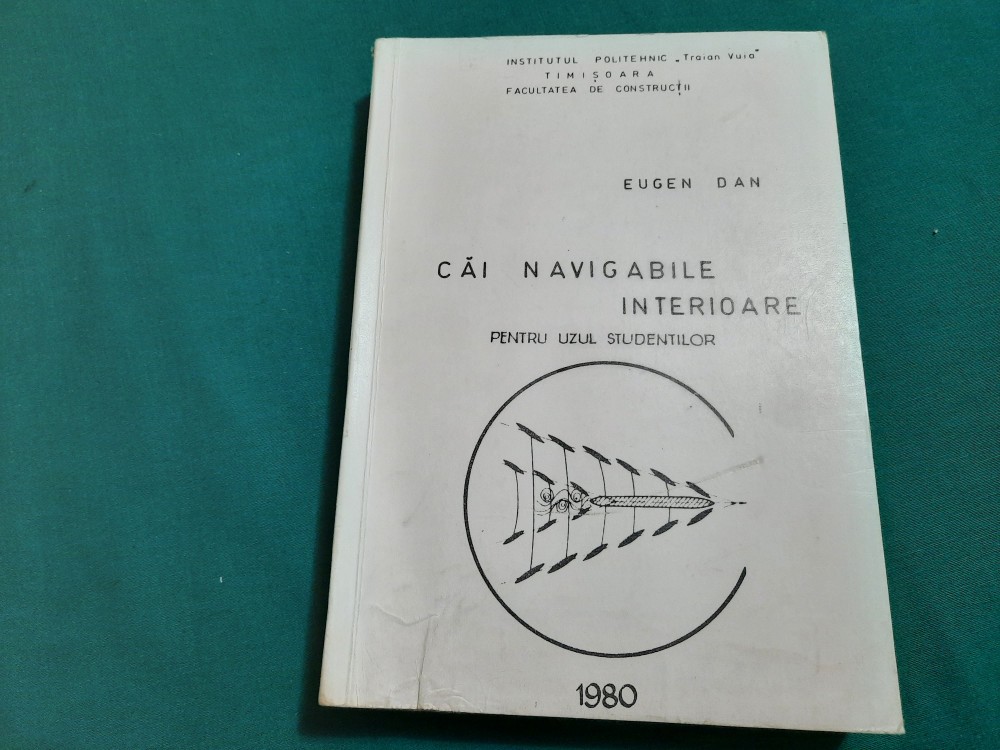 INSTITUTUL POLITEHNIC „Traian Vuia"
TIMIȘOARA
FACULTATEA DE CONSTRUCȚII
EUGEN DAN
CĂI NAVIGABILE
INTERIOARE
PENTRU UZUL STUDENTILOR
1980